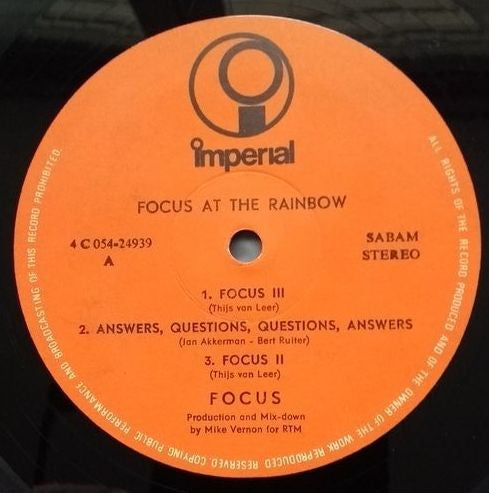 imperial
FOCUS AT THE RAINBOW
4 C 054-24939
A
SABAM
STEREO
1. FOCUS III
(Thijs van Leer)
2. ANSWERS, QUESTIONS, QUESTIONS, ANSWERS
(Jan Akkerman - Bert Ruiter)
3. FOCUS II
(Thijs van Leer)
FOCUS
Production and Mix-down
by Mike Vernon for RTM
ALL RIGHTS OF THE RECORD PRODUCED AND OF THE OWNER OF THE WORK REPRODUCED RESERVED. COPYING PUBLIC PERFORMANCE AND BROADCASTING OF THIS RECORD PROHIBITED.